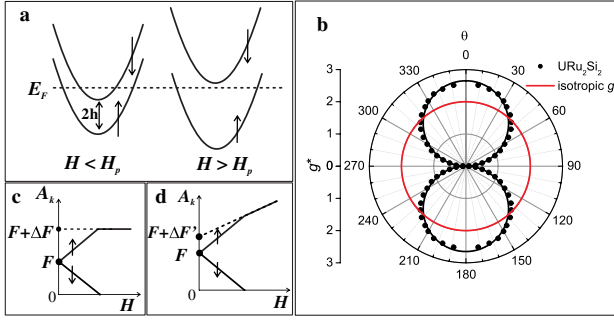 a
E_F
2h
H < H_p
H > H_p
b
θ
0
30
60
90
120
150
180
210
240
270
300
330
3
2
1
0
1
2
3
g*
URu₂Si₂
isotropic g
c
A_k
F+ΔF
F
0
H
d
A_k
F+ΔF'
F
0
H